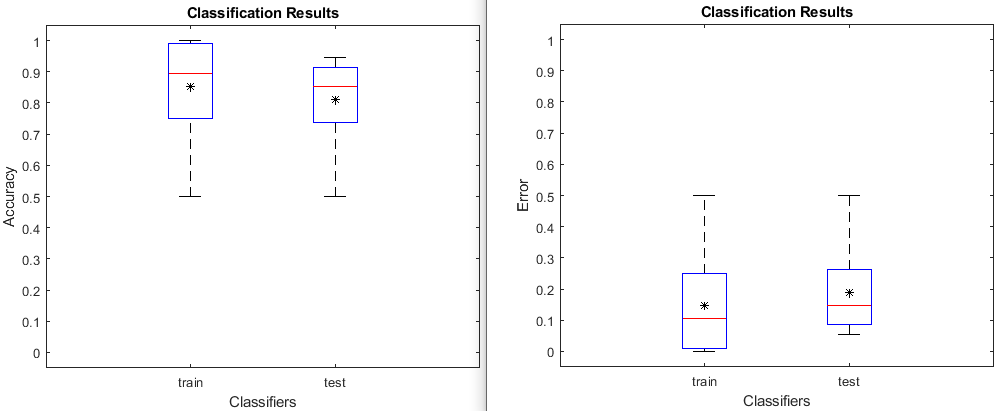 Classification Results
1
0.9
0.8
0.7
0.6
0.5
0.4
0.3
0.2
0.1
0
Accuracy
train test
Classifiers
Classification Results
1
0.9
0.8
0.7
0.6
0.5
0.4
0.3
0.2
0.1
0
Error
train test
Classifiers